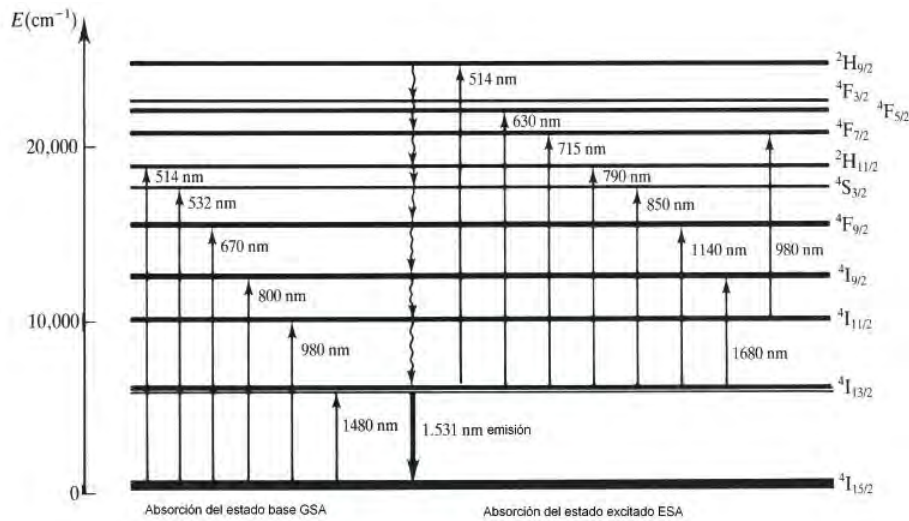 E(cm⁻¹)
²H₉/₂
514 nm
⁴F₃/₂
⁴F₅/₂
630 nm
⁴F₇/₂
20,000
715 nm
²H₁₁/₂
514 nm
790 nm
⁴S₃/₂
532 nm
850 nm
⁴F₉/₂
670 nm
1140 nm
980 nm
⁴I₉/₂
800 nm
10,000
⁴I₁₁/₂
980 nm
1680 nm
⁴I₁₃/₂
1480 nm
1.531 nm emisión
0
⁴I₁₅/₂
Absorción del estado base GSA
Absorción del estado excitado ESA